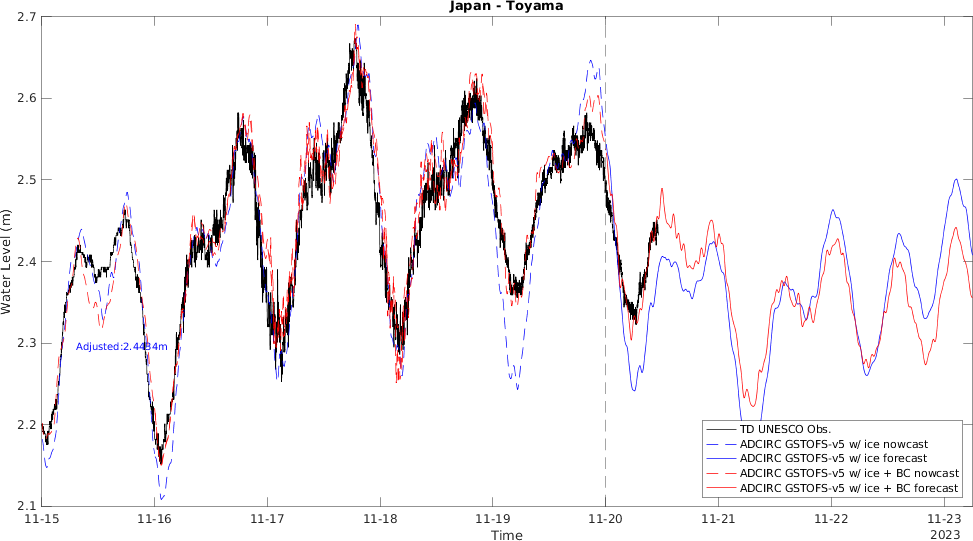 Japan - Toyama
2.7
2.6
2.5
2.4
2.3
2.2
2.1
Water Level (m)
Adjusted:2.4434m
TD UNESCO Obs.
ADCIRC GSTOFS-v5 w/ ice nowcast
ADCIRC GSTOFS-v5 w/ ice forecast
ADCIRC GSTOFS-v5 w/ ice + BC nowcast
ADCIRC GSTOFS-v5 w/ ice + BC forecast
11-15 11-16 11-17 11-18 11-19 11-20 11-21 11-22 11-23
Time 2023